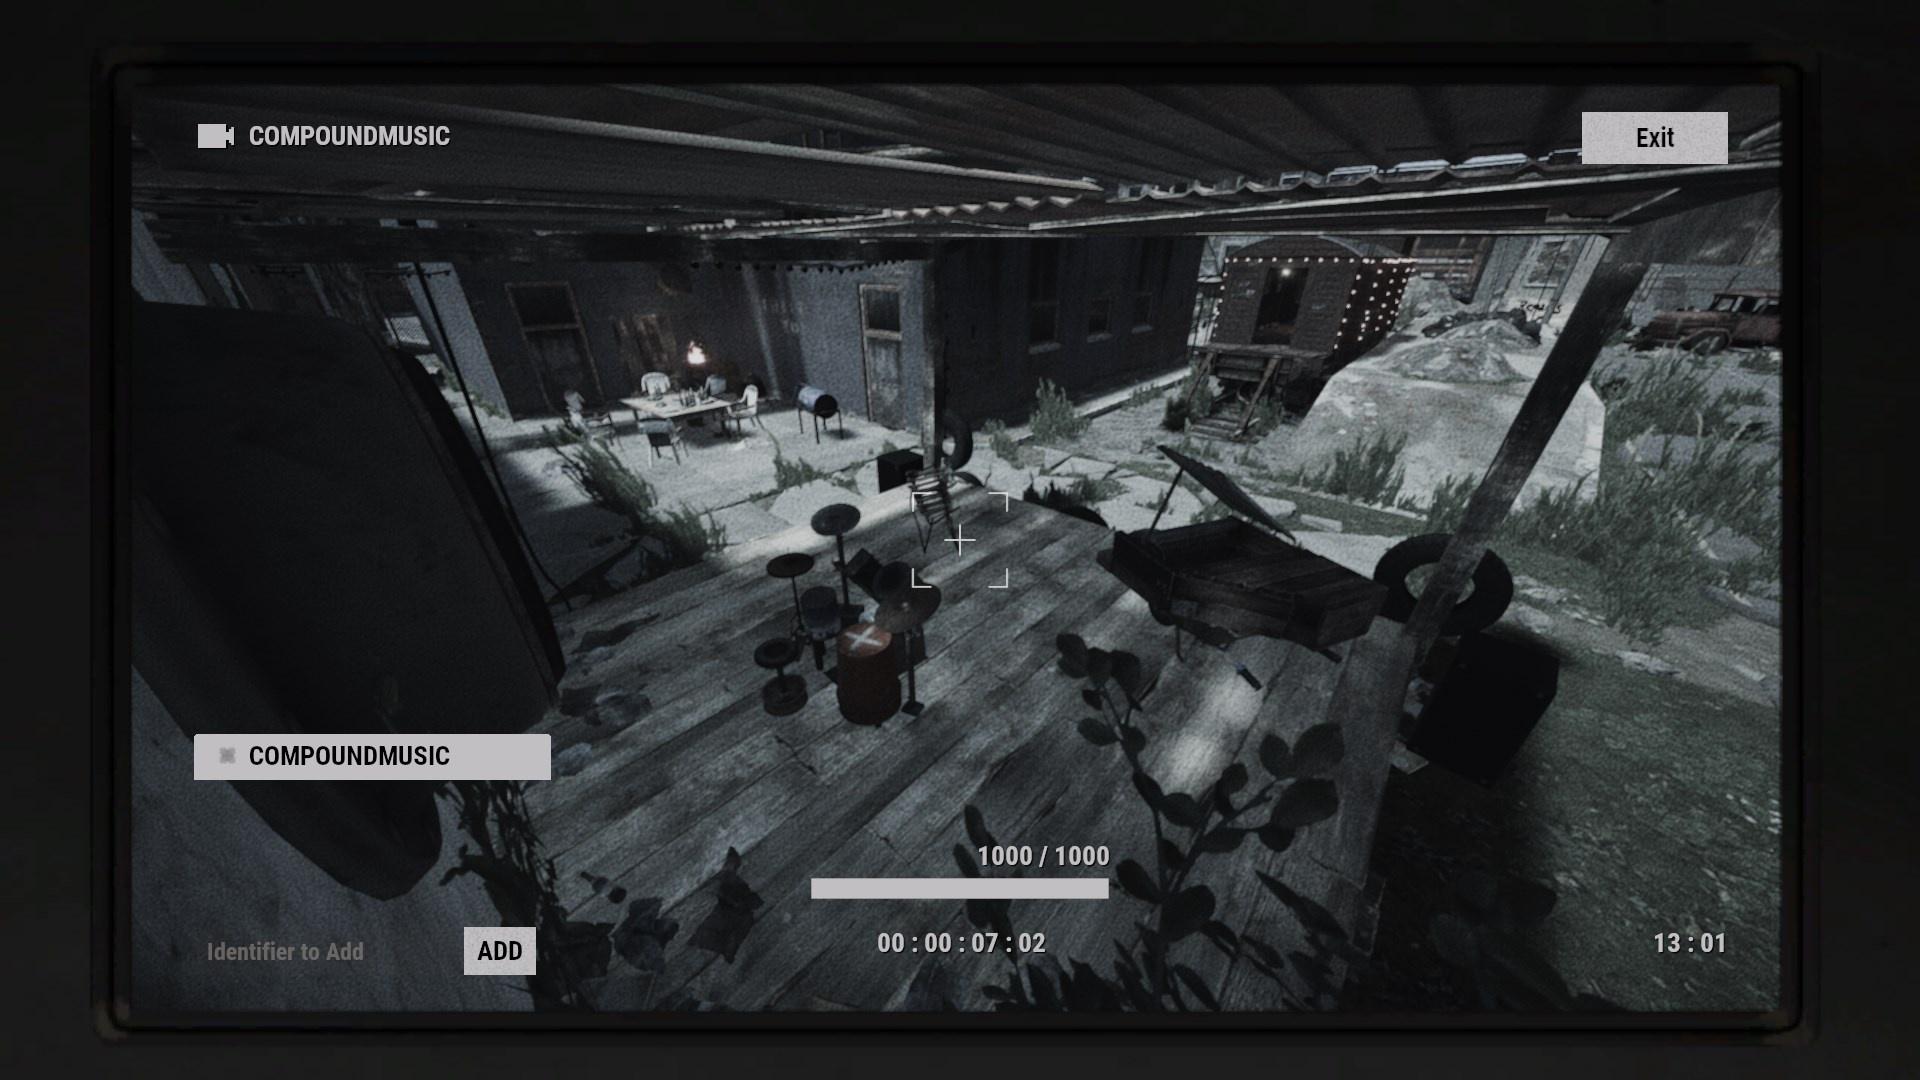 COMPOUNDMUSIC
Exit
COMPOUNDMUSIC
1000 / 1000
Identifier to Add
ADD
00 : 00 : 07 : 02
13 : 01